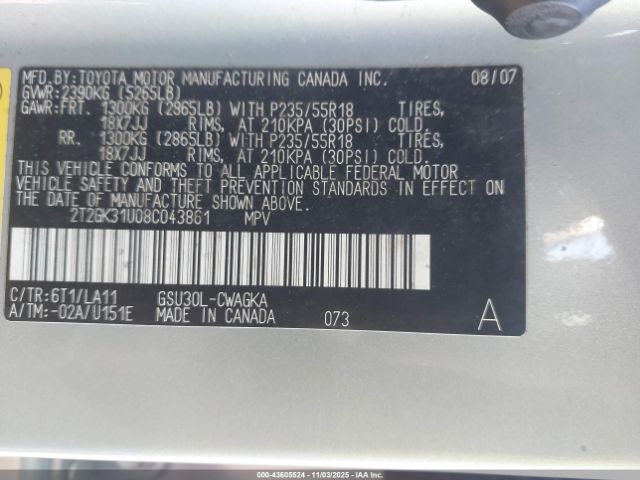 MFD.BY:TOYOTA MOTOR MANUFACTURING CANADA INC. 08/07
GVWR:2390KG (5265LB)
GAWR:FRT. 1300KG (2865LB) WITH P235/55R18 TIRES,
18X7JJ RIMS, AT 210KPA (30PSI) COLD.
RR. 1300KG (2865LB) WITH P235/55R18 TIRES,
18X7JJ RIMS, AT 210KPA (30PSI) COLD.
THIS VEHICLE CONFORMS TO ALL APPLICABLE FEDERAL MOTOR
VEHICLE SAFETY AND THEFT PREVENTION STANDARDS IN EFFECT ON
THE DATE OF MANUFACTURE SHOWN ABOVE.
2T2GK31U08C043861 MPV
C/TR:6T1/LA11 GSU30L-CWAGKA
A/TM:-02A/U151E MADE IN CANADA 073 A
000-43605524 - 11/03/2025 - IAA Inc.